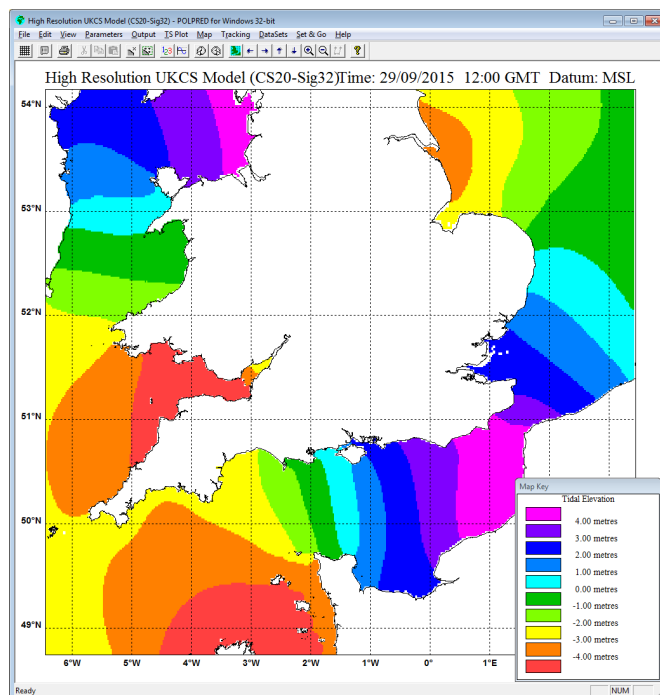 High Resolution UKCS Model (CS20-Sig32) - POLPRED for Windows 32-bit
File Edit View Parameters Output TS Plot Map Tracking DataSets Set & Go Help
High Resolution UKCS Model (CS20-Sig32)Time: 29/09/2015 12:00 GMT Datum: MSL
54°N
53°N
52°N
51°N
50°N
49°N
6°W 5°W 4°W 3°W 2°W 1°W 0° 1°E
Map Key
Tidal Elevation
4.00 metres
3.00 metres
2.00 metres
1.00 metres
0.00 metres
-1.00 metres
-2.00 metres
-3.00 metres
-4.00 metres
Ready NUM